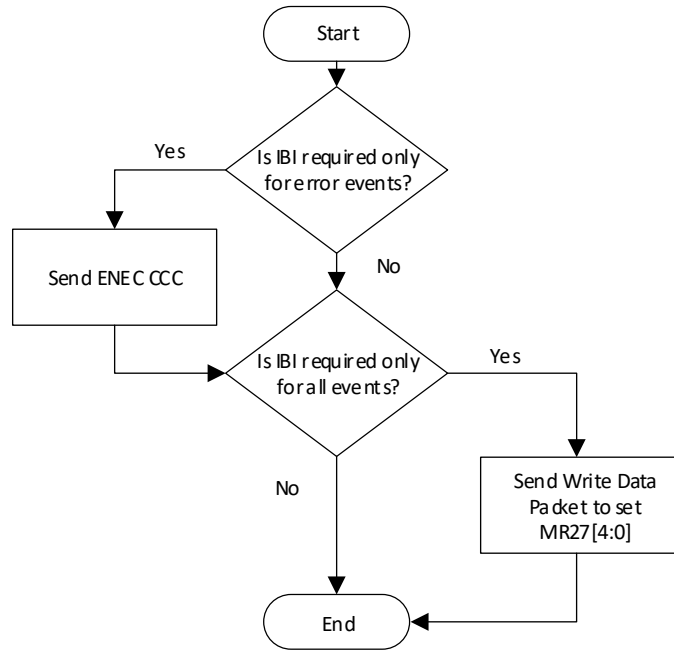 Start
Is IBI required only
for error events?
Yes
Send ENEC CCC
No
Is IBI required only
for all events?
Yes
Send Write Data
Packet to set
MR27[4:0]
No
End